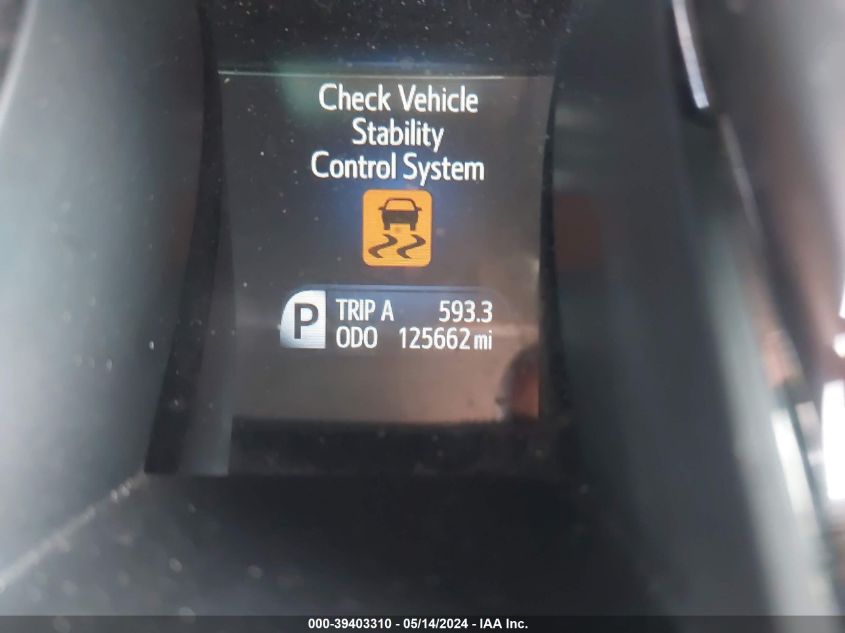 Check Vehicle
Stability
Control System
P
TRIP A 593.3
ODO 125662 mi
000-39403310 - 05/14/2024 - IAA Inc.